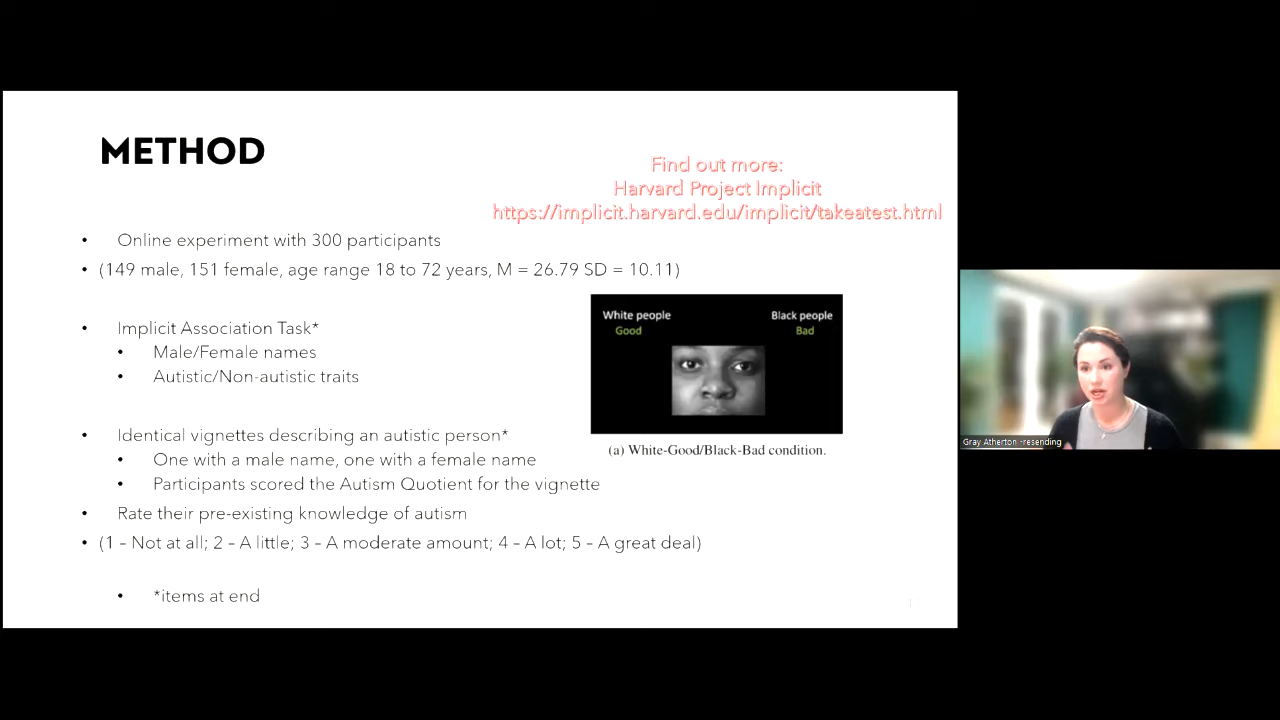 METHOD
Find out more:
Harvard Project Implicit
https://implicit.harvard.edu/implicit/takeatest.html
• Online experiment with 300 participants
• (149 male, 151 female, age range 18 to 72 years, M = 26.79 SD = 10.11)
• Implicit Association Task*
• Male/Female names
• Autistic/Non-autistic traits
White people
Good
Black people
Bad
(a) White-Good/Black-Bad condition.
• Identical vignettes describing an autistic person*
• One with a male name, one with a female name
• Participants scored the Autism Quotient for the vignette
• Rate their pre-existing knowledge of autism
• (1 – Not at all; 2 – A little; 3 – A moderate amount; 4 – A lot; 5 – A great deal)
• *items at end
Gray Atherton